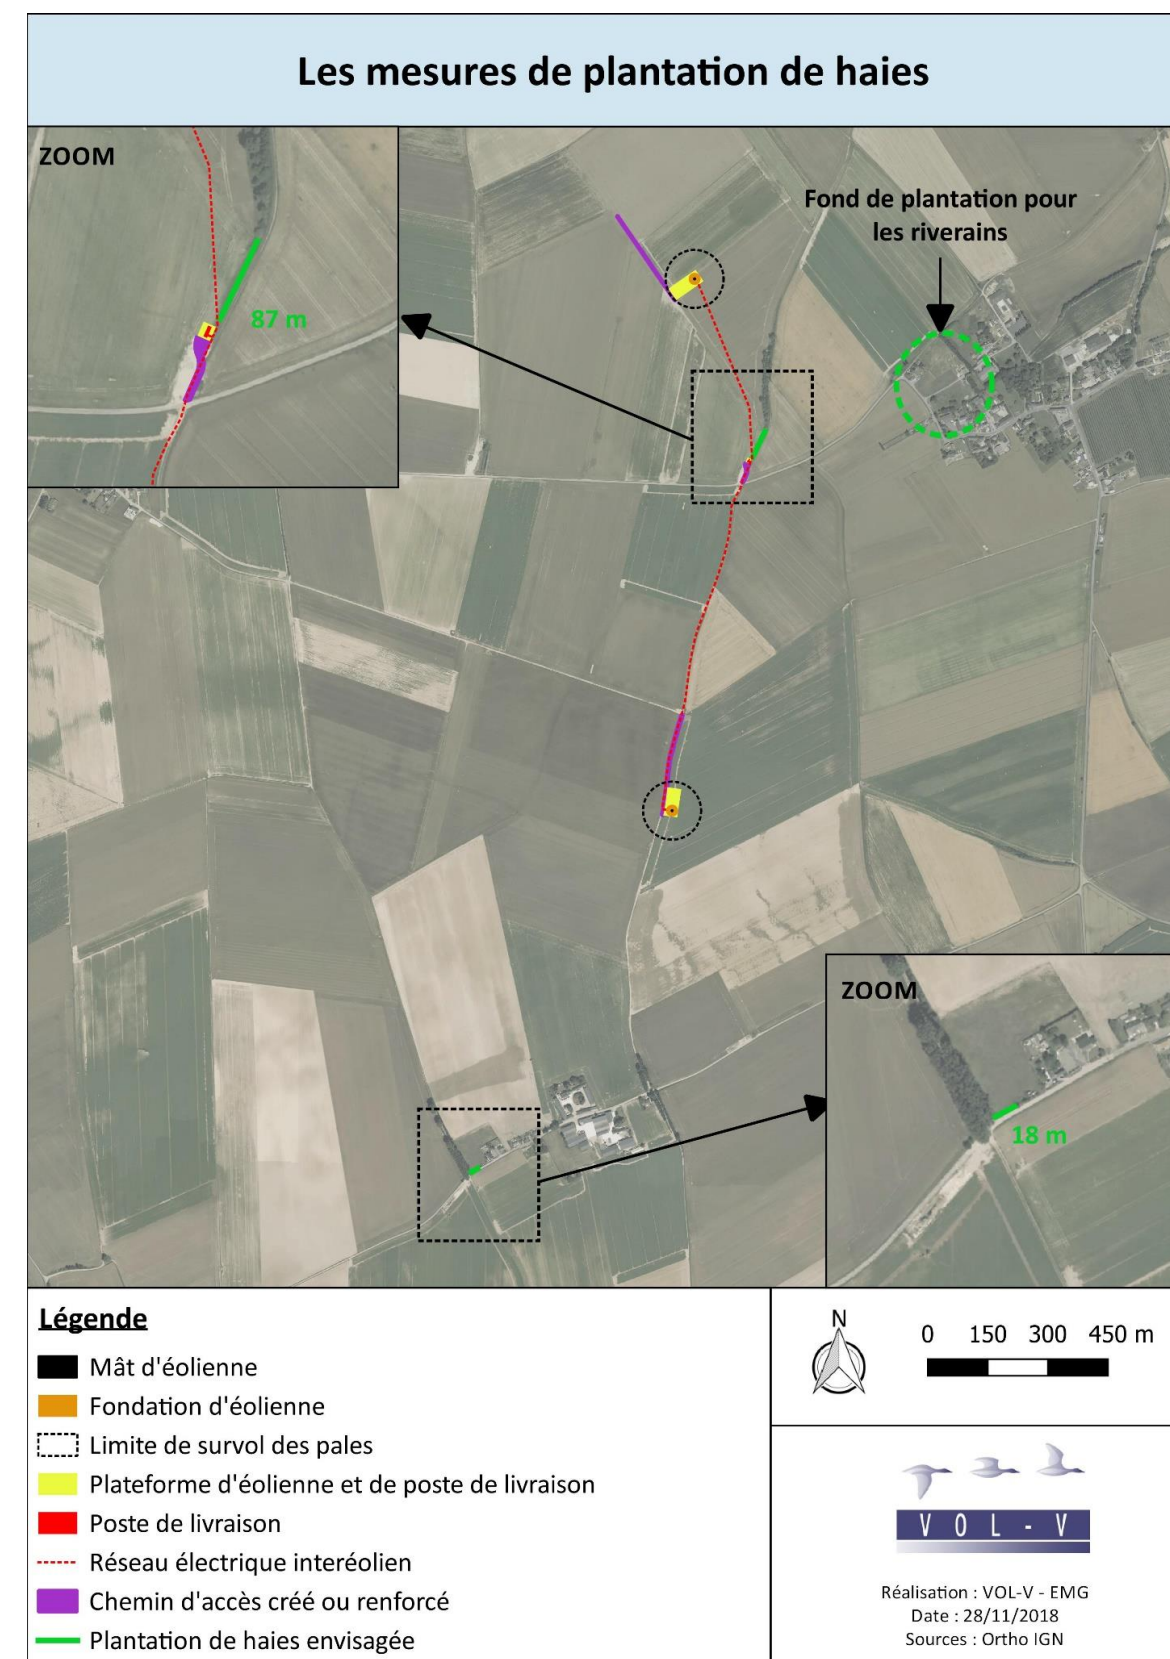 Les mesures de plantation de haies
ZOOM
87 m
Fond de plantation pour
les riverains
ZOOM
18 m
Légende
Mât d'éolienne
Fondation d'éolienne
Limite de survol des pales
Plateforme d'éolienne et de poste de livraison
Poste de livraison
Réseau électrique interéolien
Chemin d'accès créé ou renforcé
Plantation de haies envisagée
N
0 150 300 450 m
VOL-V
Réalisation : VOL-V - EMG
Date : 28/11/2018
Sources : Ortho IGN